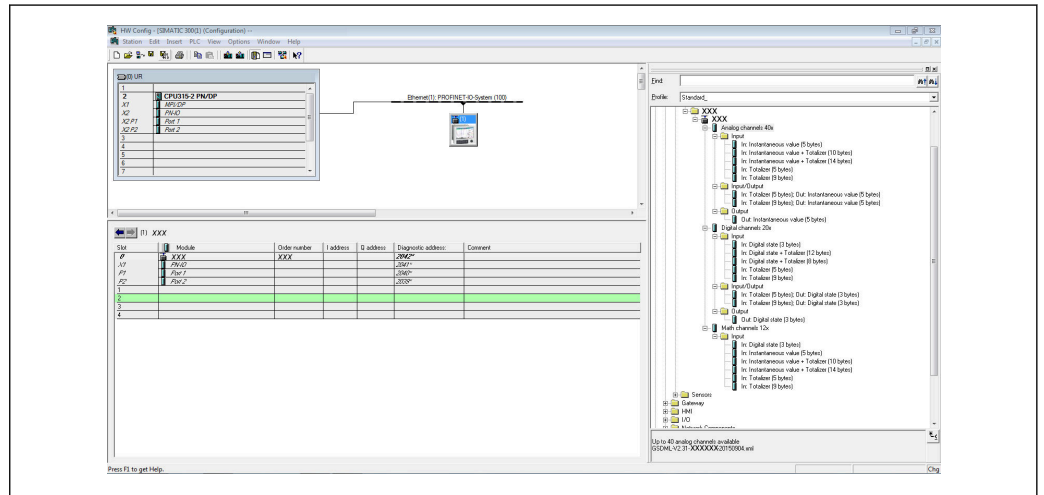 HW Config - [SIMATIC 300(1) (Configuration) --
Station Edit Insert PLC View Options Window Help
(0) UR
1
2 CPU315-2 PN/DP
X1 MPI/DP
X2 PN-IO
X2 P1 Port 1
X2 P2 Port 2
3
4
5
6
7
Ethernet(1): PROFINET-IO-System (100)
(1) XXX
Slot Module Order number I address Q address Diagnostic address: Comment
0 XXX XXX 2042*
X1 PN-IO 2041*
P1 Port 1 2040*
P2 Port 2 2039*
1
2
3
4
Find:
Profile: Standard_
XXX
XXX
Analog channels 40x
Input
In: Instantaneous value (5 bytes)
In: Instantaneous value + Totalizer (10 bytes)
In: Instantaneous value + Totalizer (14 bytes)
In: Totalizer (5 bytes)
In: Totalizer (9 bytes)
Input/Output
In: Totalizer (5 bytes); Out: Instantaneous value (5 bytes)
In: Totalizer (9 bytes); Out: Instantaneous value (5 bytes)
Output
Out: Instantaneous value (5 bytes)
Digital channels 20x
Input
In: Digital state (3 bytes)
In: Digital state + Totalizer (12 bytes)
In: Digital state + Totalizer (8 bytes)
In: Totalizer (5 bytes)
In: Totalizer (9 bytes)
Input/Output
In: Totalizer (5 bytes); Out: Digital state (3 bytes)
In: Totalizer (9 bytes); Out: Digital state (3 bytes)
Output
Out: Digital state (3 bytes)
Math channels 12x
Input
In: Digital state (3 bytes)
In: Instantaneous value (5 bytes)
In: Instantaneous value + Totalizer (10 bytes)
In: Instantaneous value + Totalizer (14 bytes)
In: Totalizer (5 bytes)
In: Totalizer (9 bytes)
Sensors
Gateway
HMI
I/O
Up to 40 analog channels available
GSDML-V2.31-XXXXXX-20150904.xml
Press F1 to get Help.
Chg